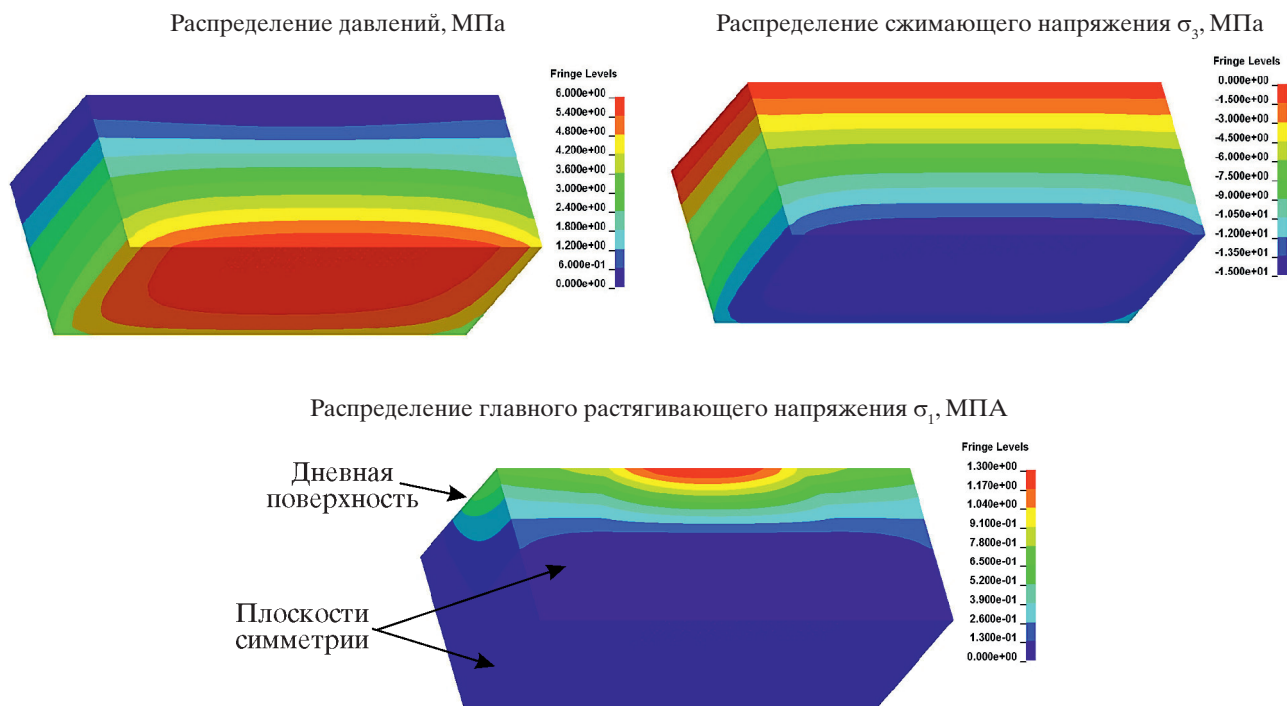 Распределение давлений, МПа
Fringe Levels
6.000e+00
5.400e+00
4.800e+00
4.200e+00
3.600e+00
3.000e+00
2.400e+00
1.800e+00
1.200e+00
6.000e-01
0.000e+00
Распределение сжимающего напряжения σ₃, МПа
Fringe Levels
0.000e+00
-1.500e+00
-3.000e+00
-4.500e+00
-6.000e+00
-7.500e+00
-9.000e+00
-1.050e+01
-1.200e+01
-1.350e+01
-1.500e+01
Распределение главного растягивающего напряжения σ₁, МПА
Дневная
поверхность
Плоскости
симметрии
Fringe Levels
1.300e+00
1.170e+00
1.040e+00
9.100e-01
7.800e-01
6.500e-01
5.200e-01
3.900e-01
2.600e-01
1.300e-01
0.000e+00